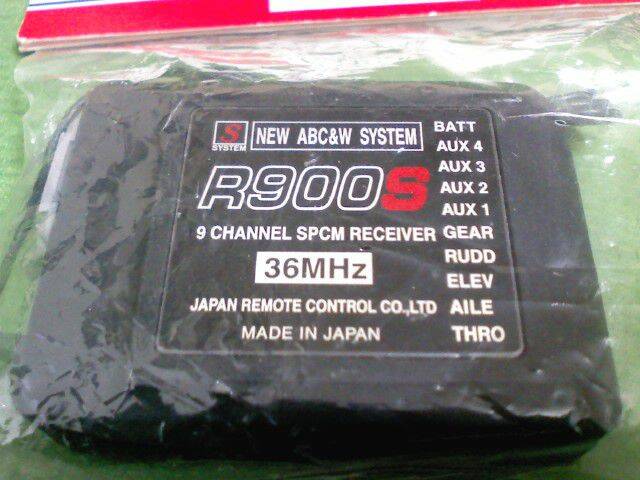 S
SYSTEM
NEW ABC&W SYSTEM
R900S
9 CHANNEL SPCM RECEIVER
36MHz
JAPAN REMOTE CONTROL CO.,LTD
MADE IN JAPAN
BATT
AUX 4
AUX 3
AUX 2
AUX 1
GEAR
RUDD
ELEV
AILE
THRO